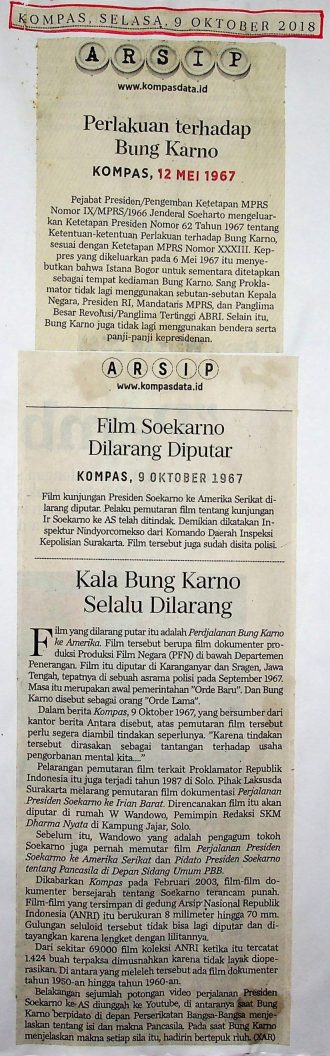 KOMPAS, SELASA, 9 OKTOBER 2018
ARSIP
www.kompasdata.id
Perlakuan terhadap
Bung Karno
KOMPAS, 12 MEI 1967
Pejabat Presiden/Pengemban Ketetapan MPRS
Nomor IX/MPRS/1966 Jenderal Soeharto mengeluar-
kan Ketetapan Presiden Nomor 62 Tahun 1967 tentang
Ketentuan-ketentuan Perlakuan terhadap Bung Karno,
sesuai dengan Ketetapan MPRS Nomor XXXIII. Kep-
pres yang dikeluarkan pada 6 Mei 1967 itu menye-
butkan bahwa Istana Bogor untuk sementara ditetapkan
sebagai tempat kediaman Bung Karno. Sang Prokla-
mator tidak lagi menggunakan sebutan-sebutan Kepala
Negara, Presiden RI, Mandataris MPRS, dan Panglima
Besar Revolusi/Panglima Tertinggi ABRI. Selain itu,
Bung Karno juga tidak lagi menggunakan bendera serta
panji-panji kepresidenan.
ARSIP
www.kompasdata.id
Film Soekarno
Dilarang Diputar
KOMPAS, 9 OKTOBER 1967
Film kunjungan Presiden Soekarno ke Amerika Serikat di-
larang diputar. Pelaku pemutaran film tentang kunjungan
Ir Soekarno ke AS telah ditindak. Demikian dikatakan In-
spektur Nindyorcomekso dari Komando Daerah Inspeksi
Kepolisian Surakarta. Film tersebut juga sudah disita polisi.
Kala Bung Karno
Selalu Dilarang
Film yang dilarang putar itu adalah Perdjalanan Bung Karno
ke Amerika. Film tersebut berupa film dokumenter pro-
duksi Produksi Film Negara (PFN) di bawah Departemen
Penerangan. Film itu diputar di Karanganyar dan Sragen, Jawa
Tengah, tepatnya di sebuah asrama polisi pada September 1967.
Masa itu merupakan awal pemerintahan "Orde Baru". Dan Bung
Karno disebut sebagai orang "Orde Lama".
Dalam berita Kompas, 9 Oktober 1967, yang bersumber dari
kantor berita Antara disebut, atas pemutaran film tersebut
perlu segera diambil tindakan seperlunya. "Karena tindakan
tersebut dirasakan sebagai tantangan terhadap usaha
pengorbanan mental kita...."
Pelarangan pemutaran film terkait Proklamator Republik
Indonesia itu juga terjadi tahun 1987 di Solo. Pihak Laksusda
Surakarta melarang pemutaran film dokumentasi Perjalanan
Presiden Soekarno ke Irian Barat. Direncanakan film itu akan
diputar di rumah W Wandowo, Pemimpin Redaksi SKM
Dharma Nyata di Kampung Jajar, Solo.
Sebelum itu, Wandowo yang adalah pengagum tokoh
Soekarno juga pernah memutar film Perjalanan Presiden
Soekarmo ke Amerika Serikat dan Pidato Presiden Soekarno
tentang Pancasila di Depan Sidang Umum PBB.
Dikabarkan Kompas pada Februari 2003, film-film do-
kumenter bersejarah tentang Soekarno terancam punah.
Film-film yang tersimpan di gedung Arsip Nasional Republik
Indonesia (ANRI) itu berukuran 8 milimeter hingga 70 mm.
Gulungan seluloid tersebut tidak bisa lagi diputar dan di-
tayangkan karena lengket dengan lilitannya.
Dari sekitar 69000 film koleksi ANRI ketika itu tercatat
1.424 buah terpaksa dimusnahkan karena tidak layak diope-
rasikan. Di antara yang meleleh tersebut ada film dokumenter
tahun 1950-an hingga tahun 1960-an.
Belakangan sejumlah potongan video perjalanan Presiden
Soekarno ke AS diunggah ke Youtube, di antaranya saat Bung
Karno berpidato di depan Perserikatan Bangsa-Bangsa menje-
laskan tentang isi dan makna Pancasila. Pada saat Bung Karno
menjelaskan makna setiap sila itu, hadirin bertepuk riuh. (XAR)